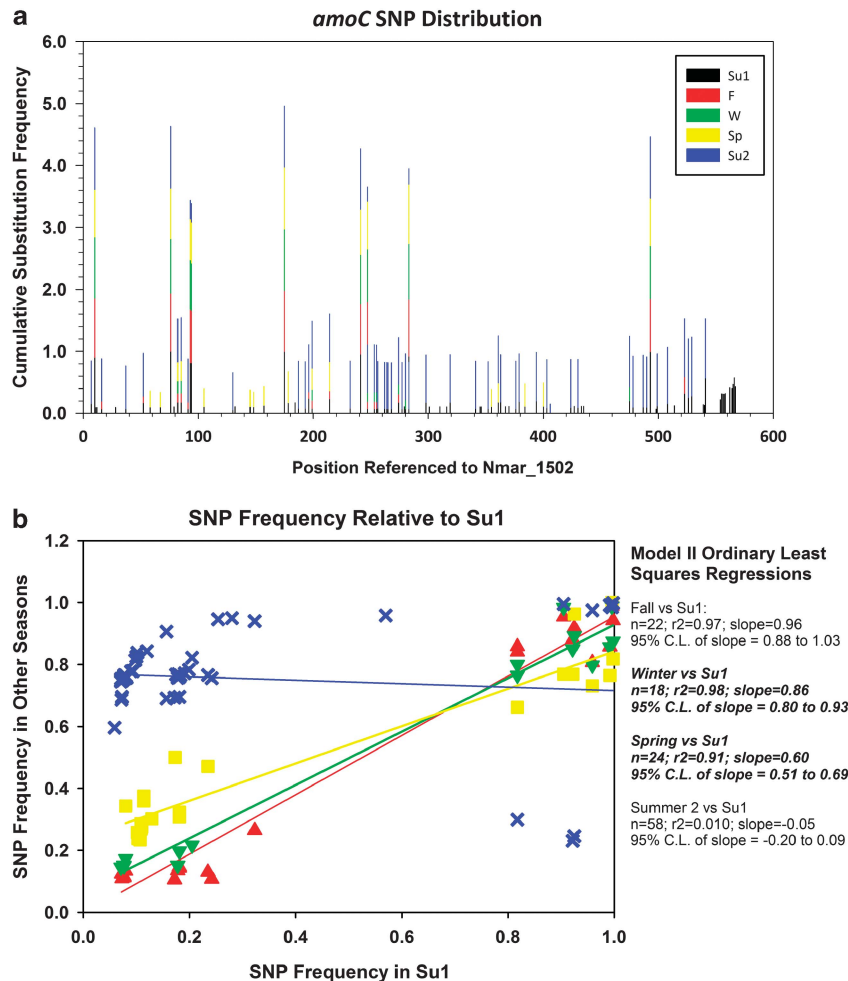 a
amoC SNP Distribution
Cumulative Substitution Frequency
6.0
5.0
4.0
3.0
2.0
1.0
0.0
Su1
F
W
Sp
Su2
0 100 200 300 400 500 600
Position Referenced to Nmar_1502
b
SNP Frequency Relative to Su1
SNP Frequency in Other Seasons
1.2
1.0
0.8
0.6
0.4
0.2
0.0
0.0 0.2 0.4 0.6 0.8 1.0
SNP Frequency in Su1
Model II Ordinary Least
Squares Regressions
Fall vs Su1:
n=22; r2=0.97; slope=0.96
95% C.L. of slope = 0.88 to 1.03
Winter vs Su1
n=18; r2=0.98; slope=0.86
95% C.L. of slope = 0.80 to 0.93
Spring vs Su1
n=24; r2=0.91; slope=0.60
95% C.L. of slope = 0.51 to 0.69
Summer 2 vs Su1
n=58; r2=0.010; slope=-0.05
95% C.L. of slope = -0.20 to 0.09